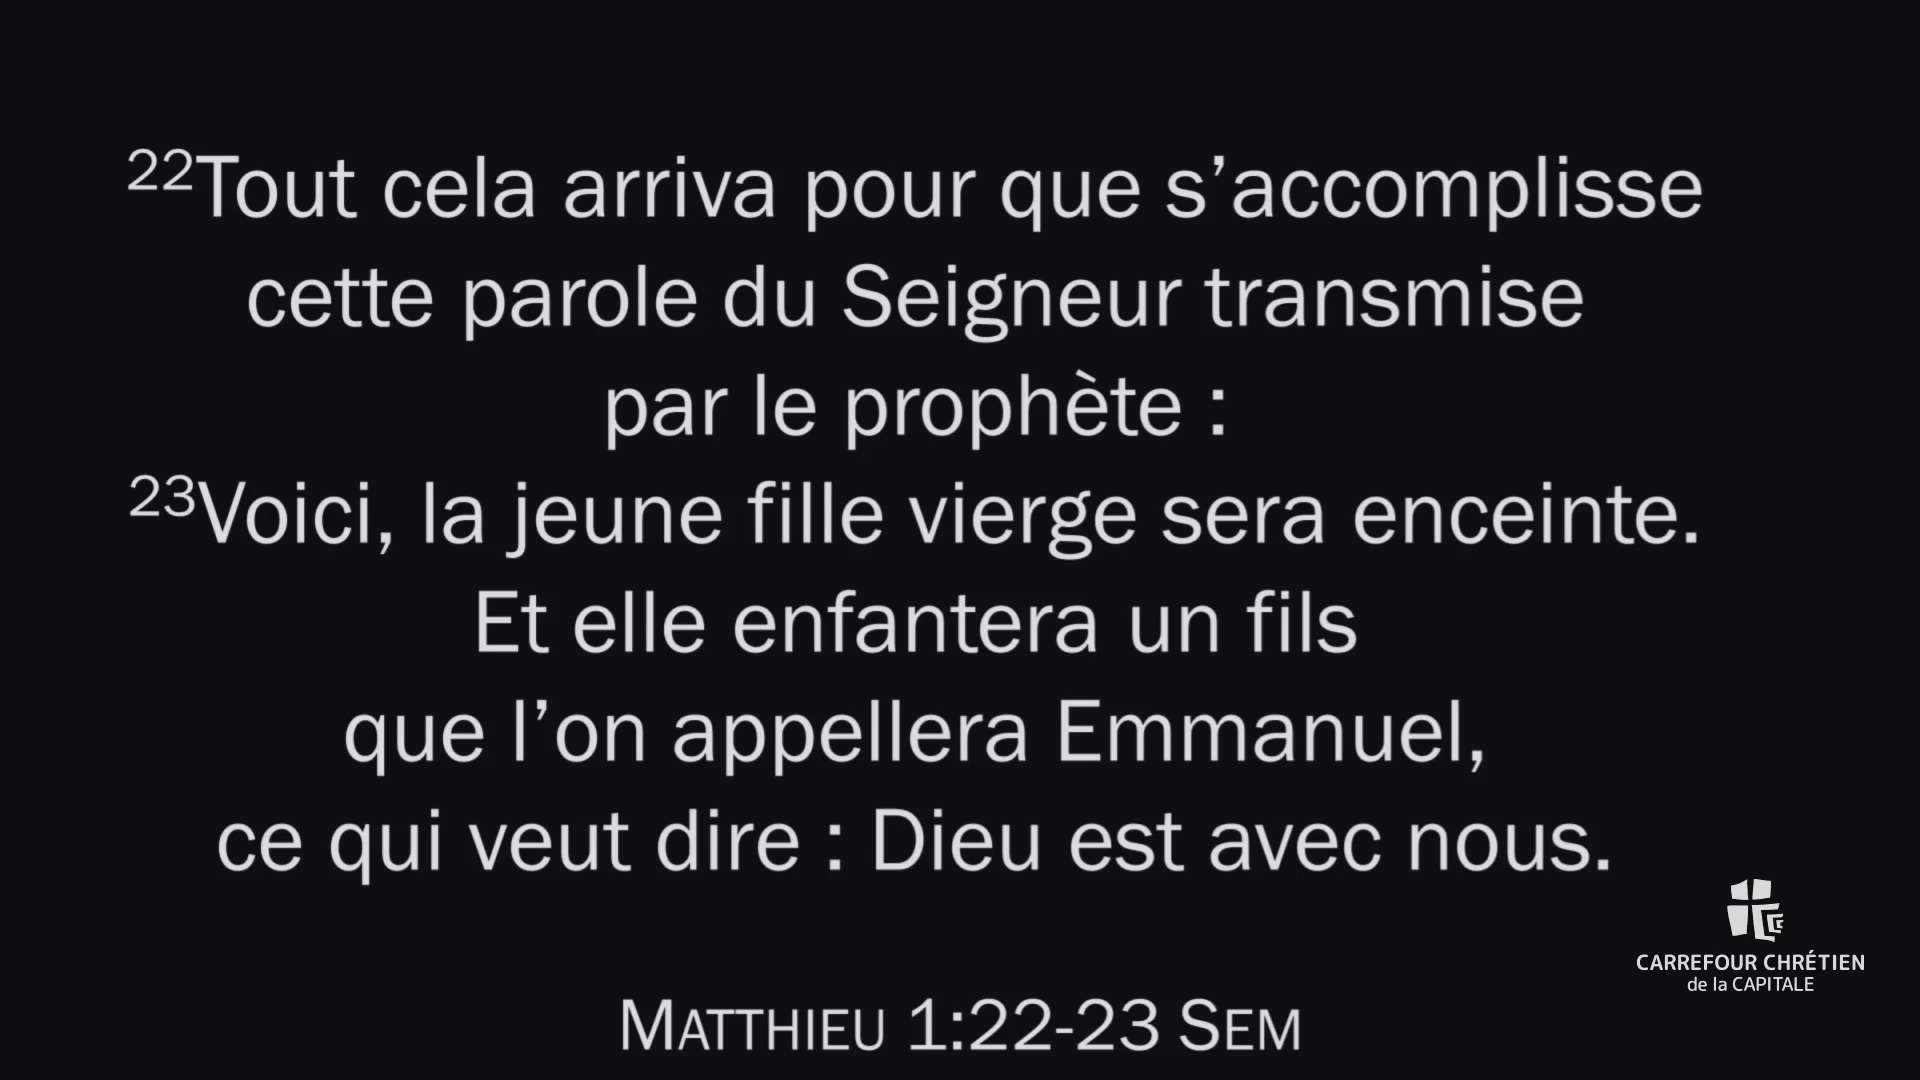 22Tout cela arriva pour que s’accomplisse
cette parole du Seigneur transmise
par le prophète :
23Voici, la jeune fille vierge sera enceinte.
Et elle enfantera un fils
que l’on appellera Emmanuel,
ce qui veut dire : Dieu est avec nous.
CARREFOUR CHRÉTIEN
de la CAPITALE
MATTHIEU 1:22-23 SEM